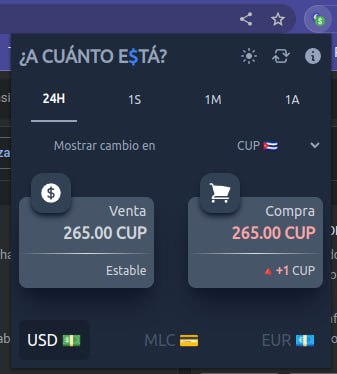 ¿A CUÁNTO E$TÁ?
24H
1S
1M
1A
Mostrar cambio en
CUP
Venta
265.00 CUP
Estable
Compra
265.00 CUP
+1 CUP
USD
MLC
EUR